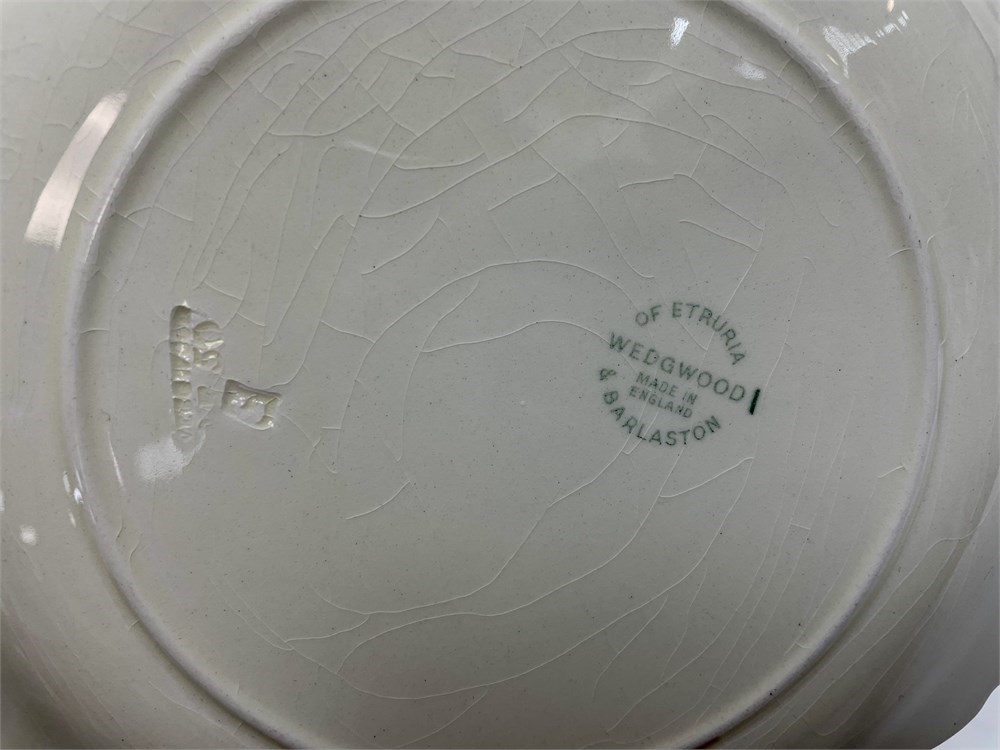 OF ETRURIA
WEDGWOOD
MADE IN
ENGLAND
& BARLASTON